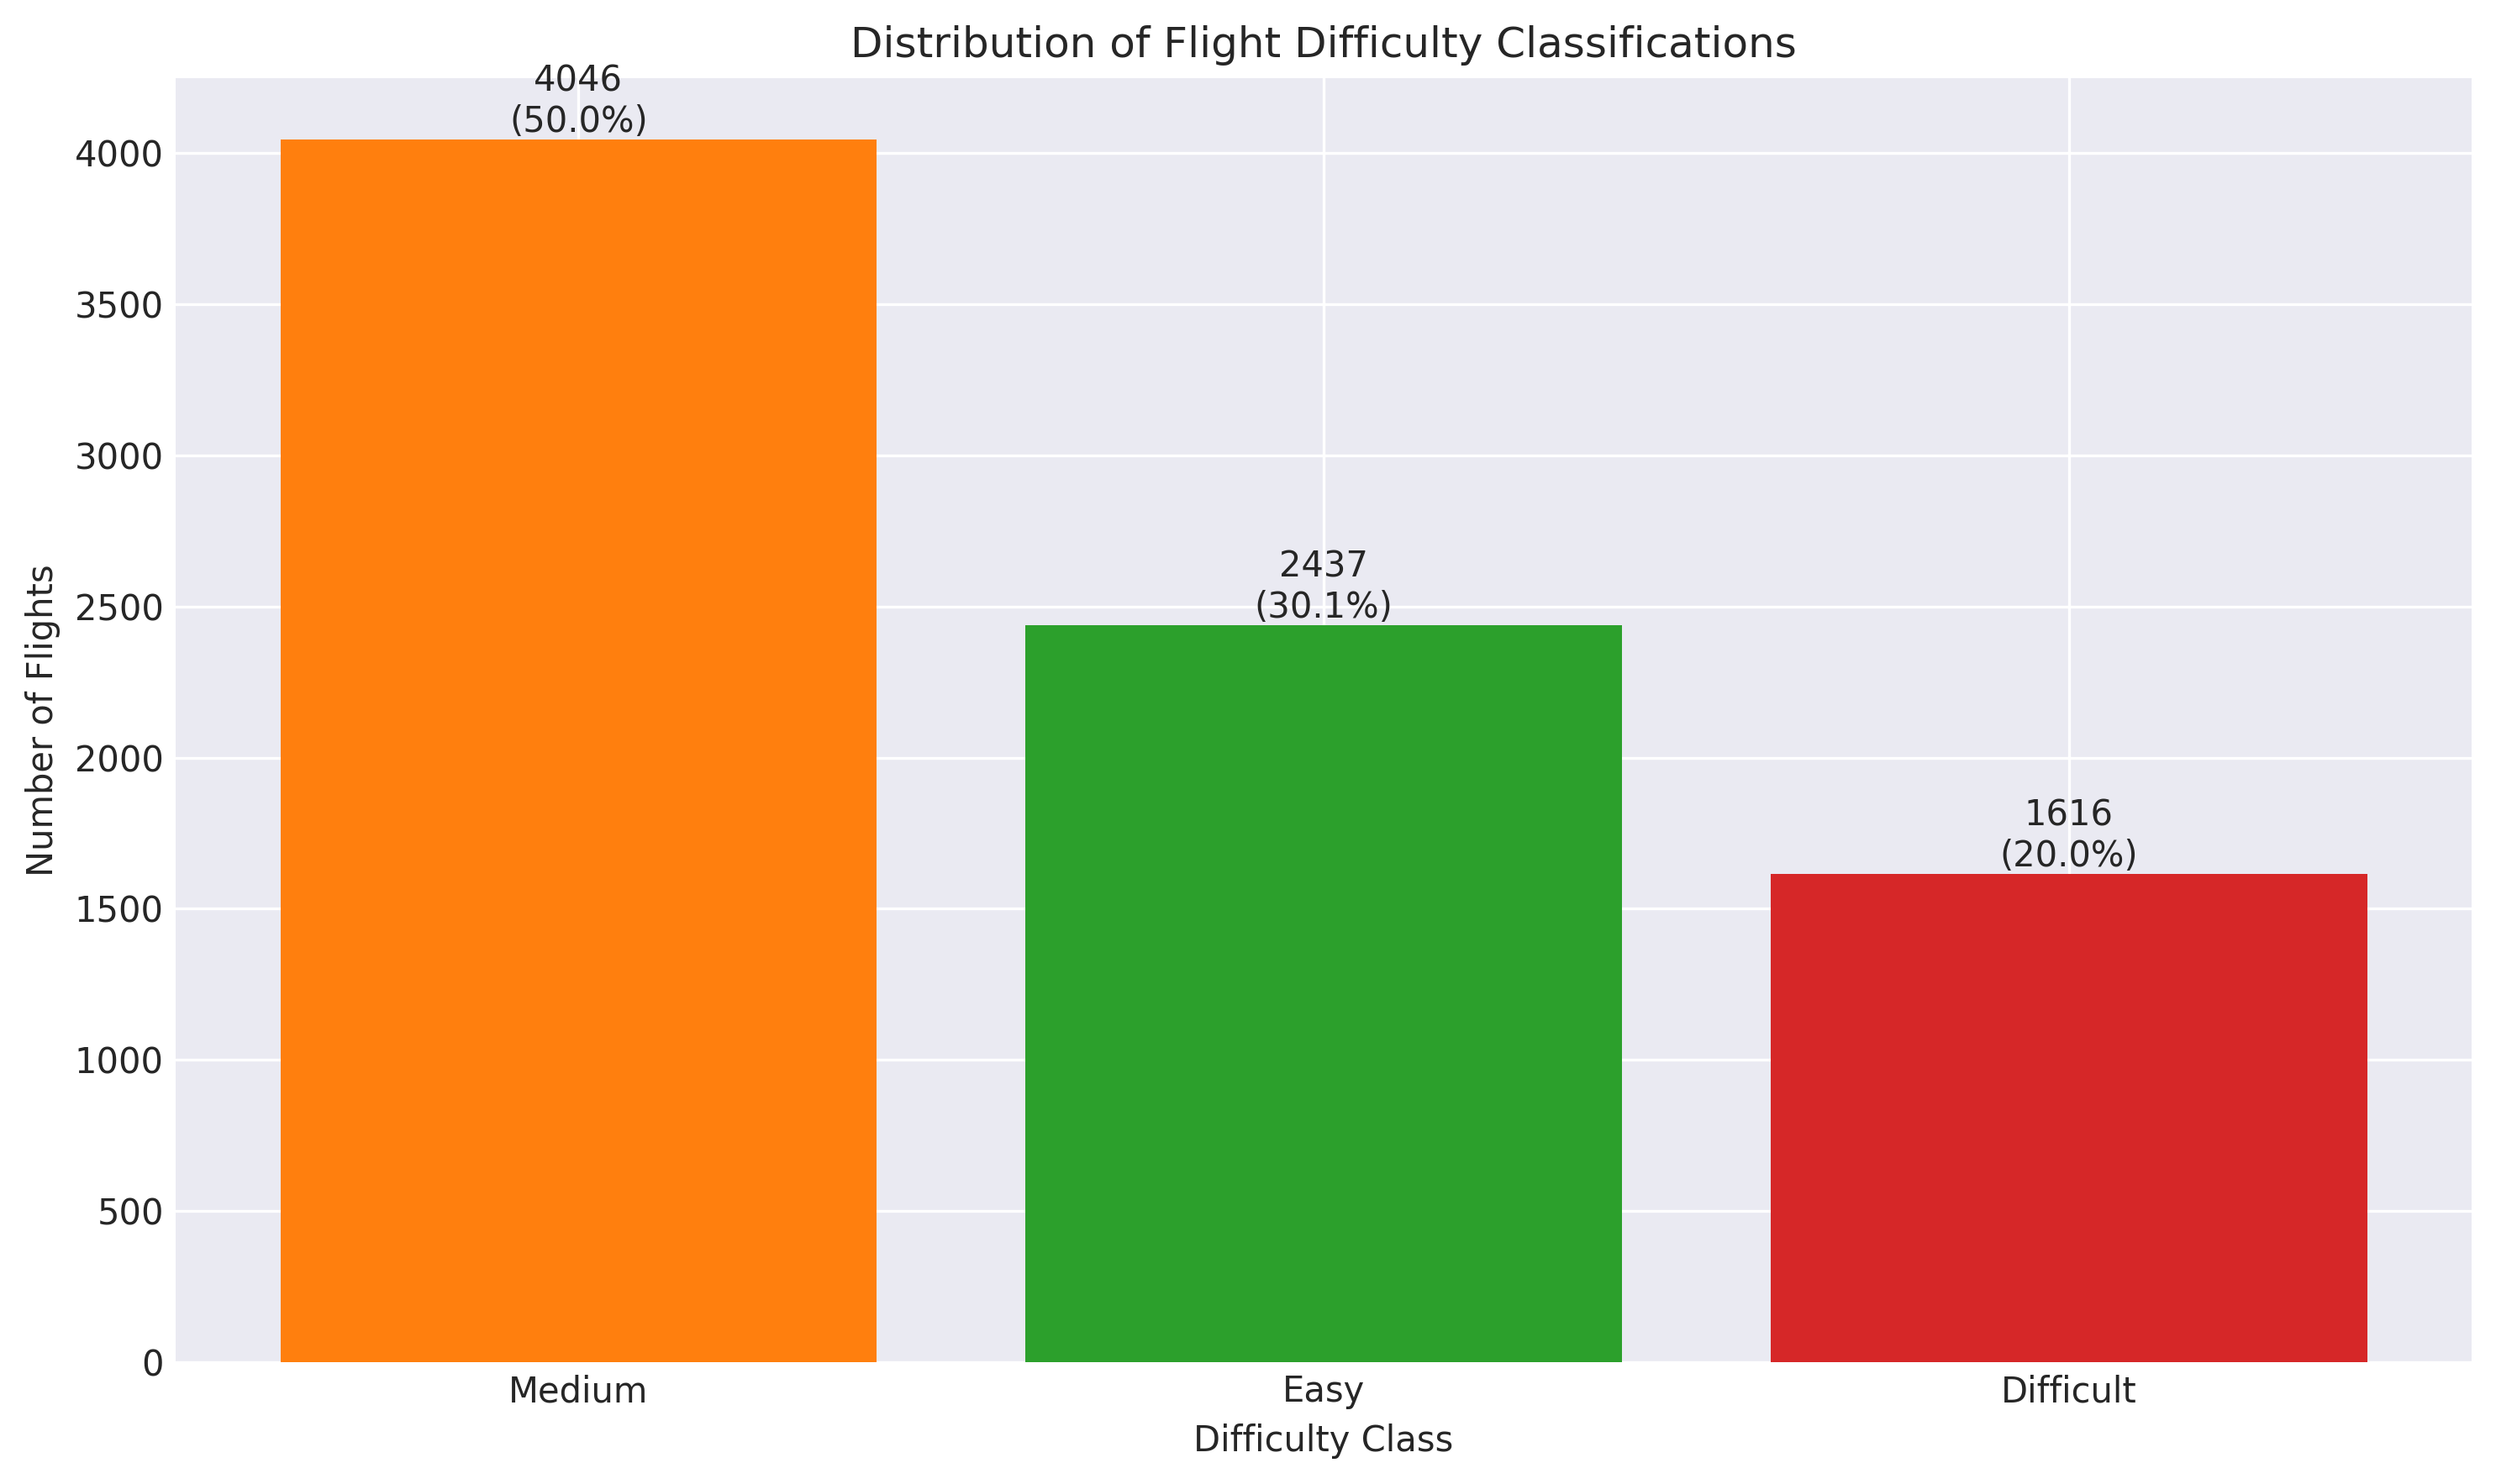 Distribution of Flight Difficulty Classifications
4046
(50.0%)
4000
3500
3000
2437
(30.1%)
2500
2000
1616
(20.0%)
1500
1000
500
0
Number of Flights
Medium
Easy
Difficult
Difficulty Class